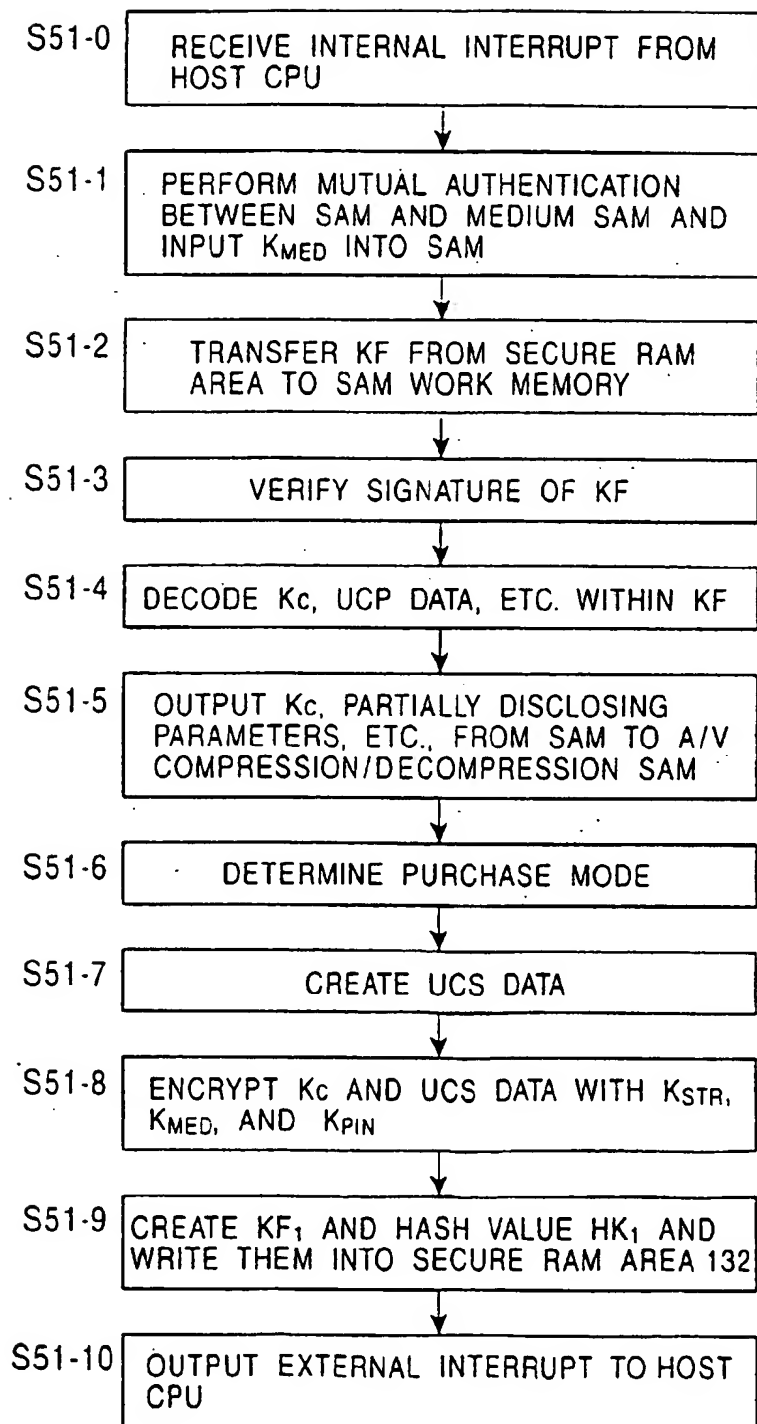 S51-0
RECEIVE INTERNAL INTERRUPT FROM
HOST CPU
S51-1
PERFORM MUTUAL AUTHENTICATION
BETWEEN SAM AND MEDIUM SAM AND
INPUT KMED INTO SAM
S51-2
TRANSFER KF FROM SECURE RAM
AREA TO SAM WORK MEMORY
S51-3
VERIFY SIGNATURE OF KF
S51-4
DECODE Kc, UCP DATA, ETC. WITHIN KF
S51-5
OUTPUT Kc, PARTIALLY DISCLOSING
PARAMETERS, ETC., FROM SAM TO A/V
COMPRESSION/DECOMPRESSION SAM
S51-6
DETERMINE PURCHASE MODE
S51-7
CREATE UCS DATA
S51-8
ENCRYPT Kc AND UCS DATA WITH KSTR,
KMED, AND KPIN
S51-9
CREATE KF1 AND HASH VALUE HK1 AND
WRITE THEM INTO SECURE RAM AREA 132
S51-10
OUTPUT EXTERNAL INTERRUPT TO HOST
CPU